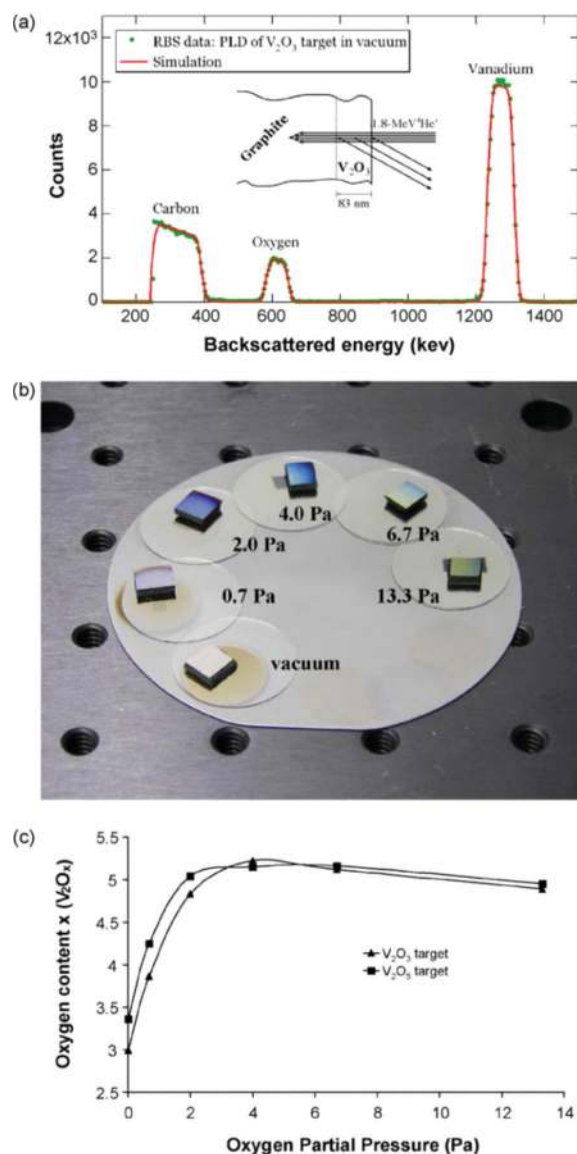 (a)
12x10³
10
8
6
4
2
0
Counts
RBS data: PLD of V₂O₃ target in vacuum
Simulation
Vanadium
Graphite
1.8-MeV⁴He⁺
V₂O₃
83 nm
Carbon
Oxygen
200 400 600 800 1000 1200 1400
Backscattered energy (kev)
(b)
4.0 Pa
6.7 Pa
2.0 Pa
0.7 Pa
13.3 Pa
vacuum
(c)
5.5
5
4.5
4
3.5
3
2.5
Oxygen content x (V₂Oₓ)
V₂O₃ target
V₂O₅ target
0 2 4 6 8 10 12 14
Oxygen Partial Pressure (Pa)